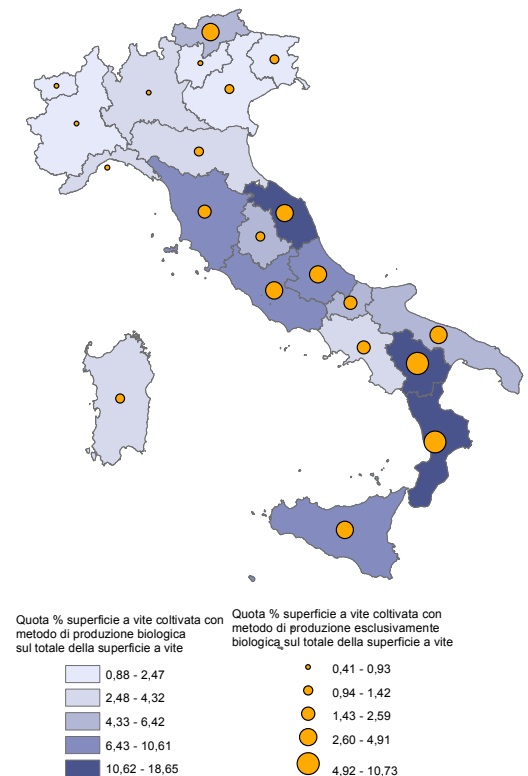 Quota % superficie a vite coltivata con
metodo di produzione biologica
sul totale della superficie a vite
0,88 - 2,47
2,48 - 4,32
4,33 - 6,42
6,43 - 10,61
10,62 - 18,65
Quota % superficie a vite coltivata con
metodo di produzione esclusivamente
biologica sul totale della superficie a vite
0,41 - 0,93
0,94 - 1,42
1,43 - 2,59
2,60 - 4,91
4,92 - 10,73